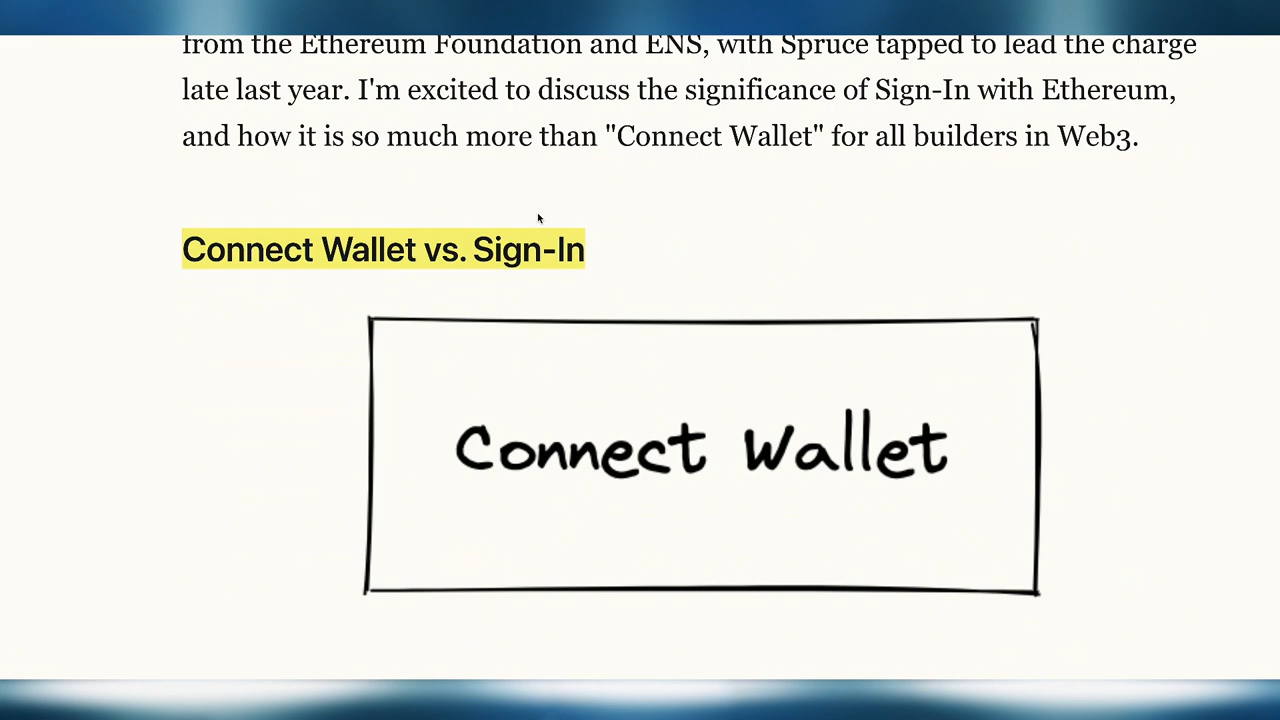 from the Ethereum Foundation and ENS, with Spruce tapped to lead the charge
late last year. I'm excited to discuss the significance of Sign-In with Ethereum,
and how it is so much more than "Connect Wallet" for all builders in Web3.
Connect Wallet vs. Sign-In
Connect Wallet